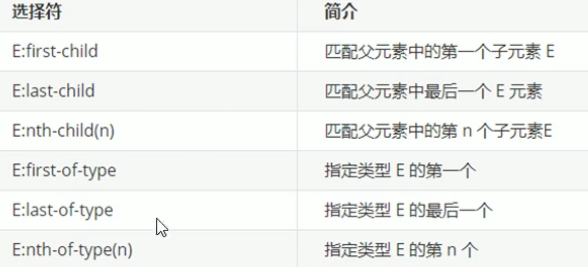 选择符 简介
E:first-child 匹配父元素中的第一个子元素 E
E:last-child 匹配父元素中最后一个 E 元素
E:nth-child(n) 匹配父元素中的第 n 个子元素E
E:first-of-type 指定类型 E 的第一个
E:last-of-type 指定类型 E 的最后一个
E:nth-of-type(n) 指定类型 E 的第 n 个